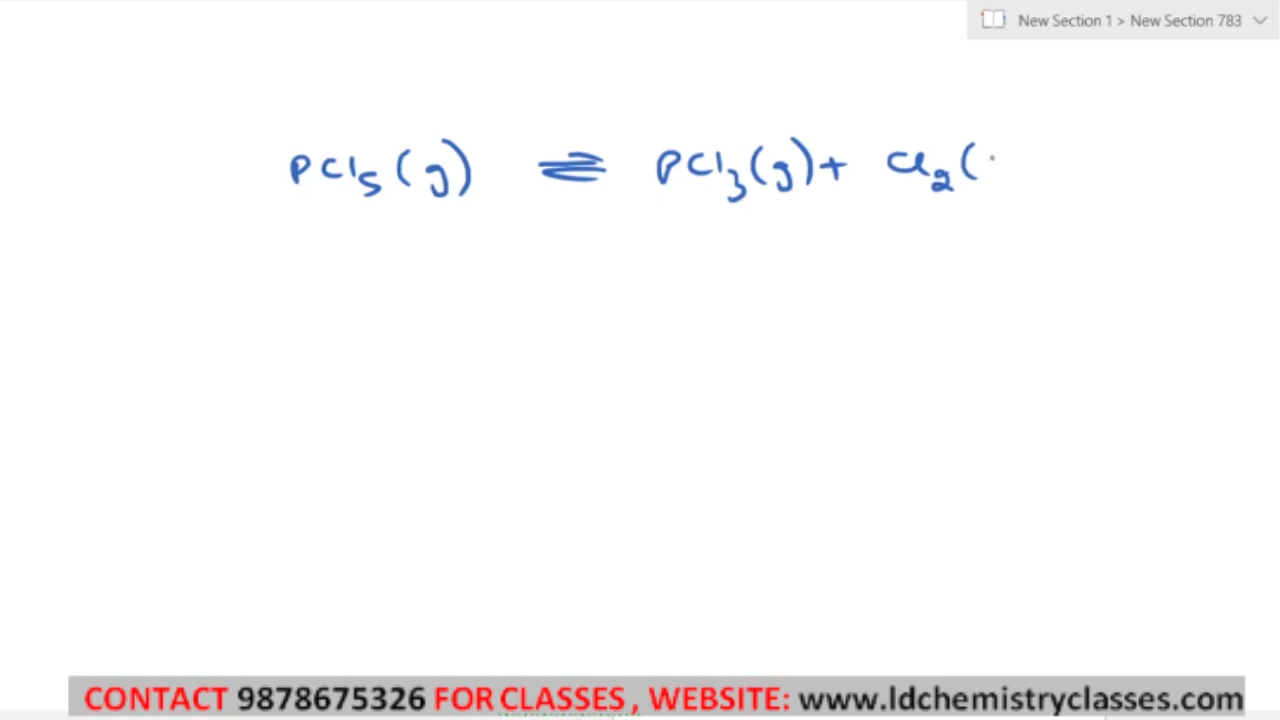 New Section 1 > New Section 783
PCl5(g) ⇌ PCl3(g) + Cl2(
CONTACT 9878675326 FOR CLASSES , WEBSITE: www.ldchemistryclasses.com